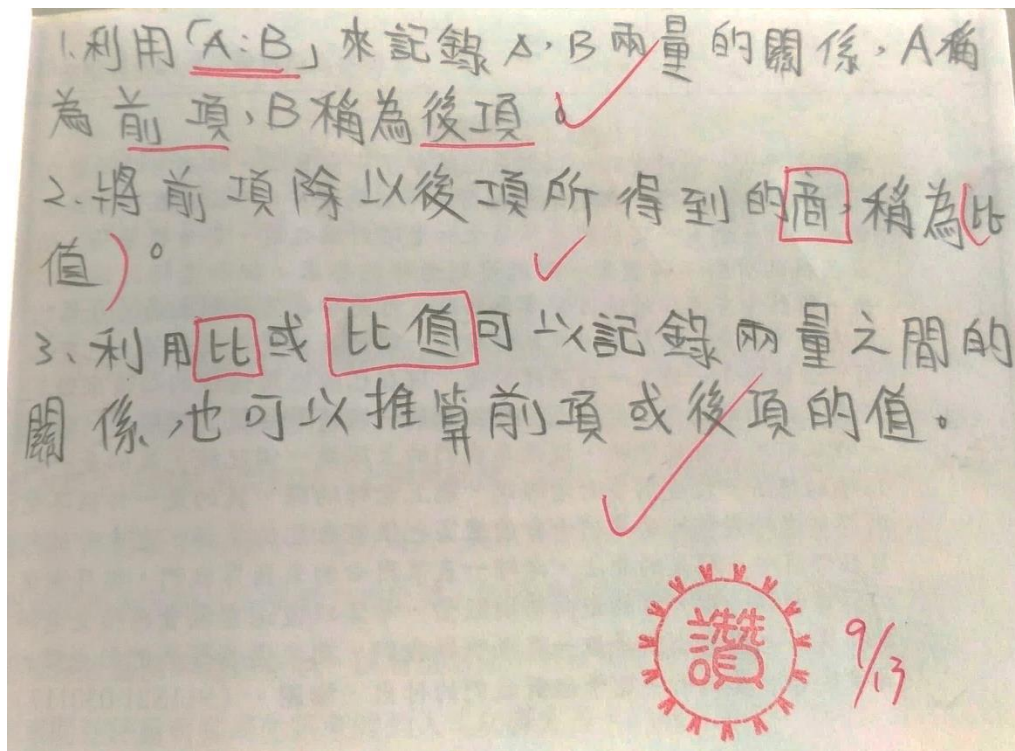 1.利用「A:B」來記錄A,B兩量的關係,A稱
為前項,B稱為後項。
2.將前項除以後項所得到的商,稱為(比
值)。
3、利用比或比值可以記錄兩量之間的
關係,也可以推算前項或後項的值。
讚
9/13